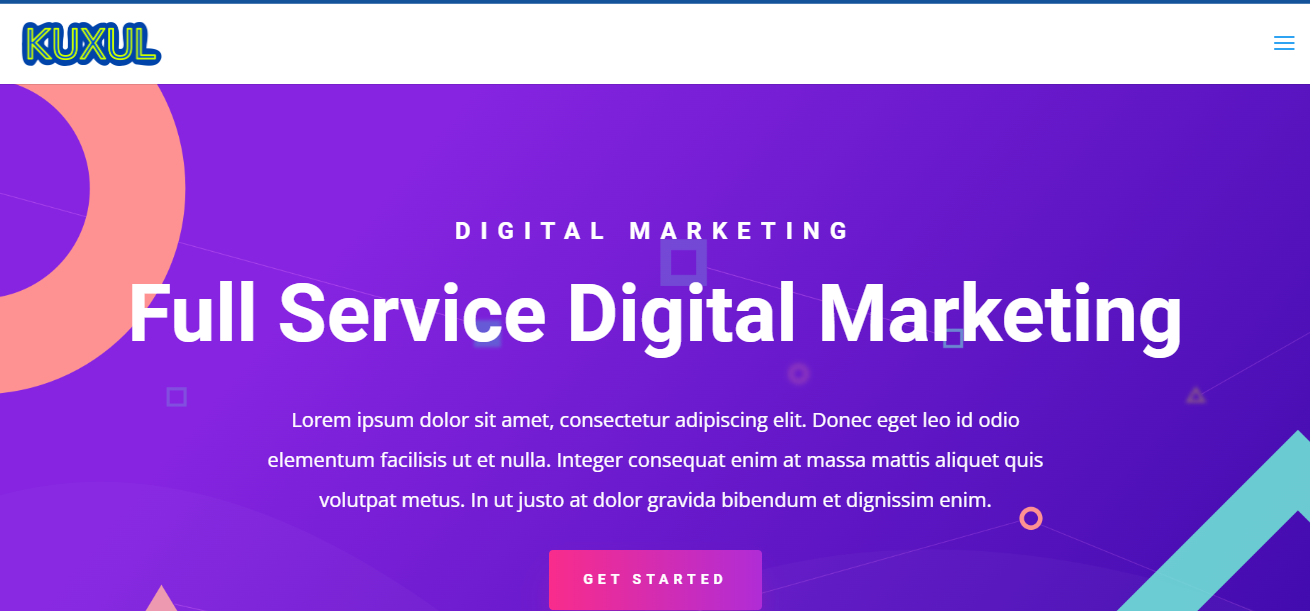 KUXUL
DIGITAL MARKETING
Full Service Digital Marketing
Lorem ipsum dolor sit amet, consectetur adipiscing elit. Donec eget leo id odio
elementum facilisis ut et nulla. Integer consequat enim at massa mattis aliquet quis
volutpat metus. In ut justo at dolor gravida bibendum et dignissim enim.
GET STARTED